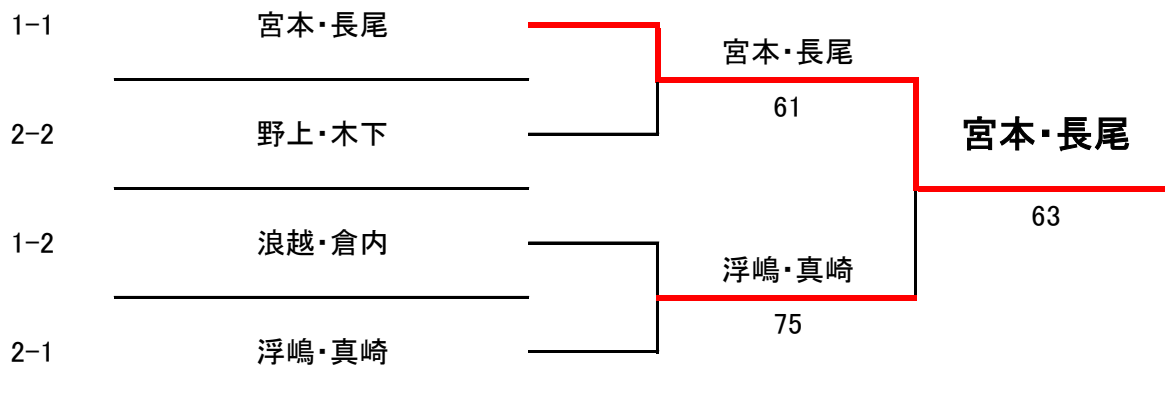 1-1 宮本・長尾
宮本・長尾
61
2-2 野上・木下
宮本・長尾
63
1-2 浪越・倉内
浮嶋・真崎
75
2-1 浮嶋・真崎